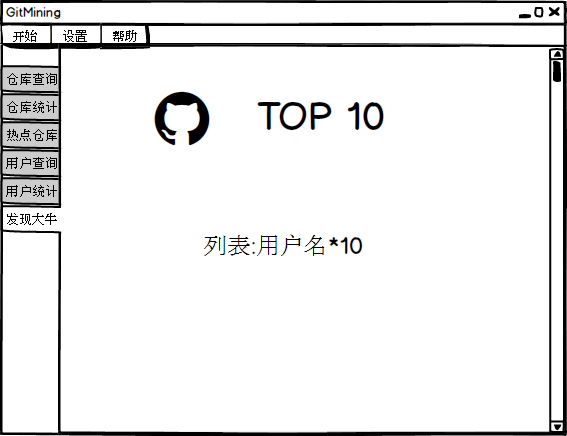 GitMining
开始 设置 帮助
仓库查询
仓库统计
热点仓库
用户查询
用户统计
发现大牛
TOP 10
列表:用户名*10